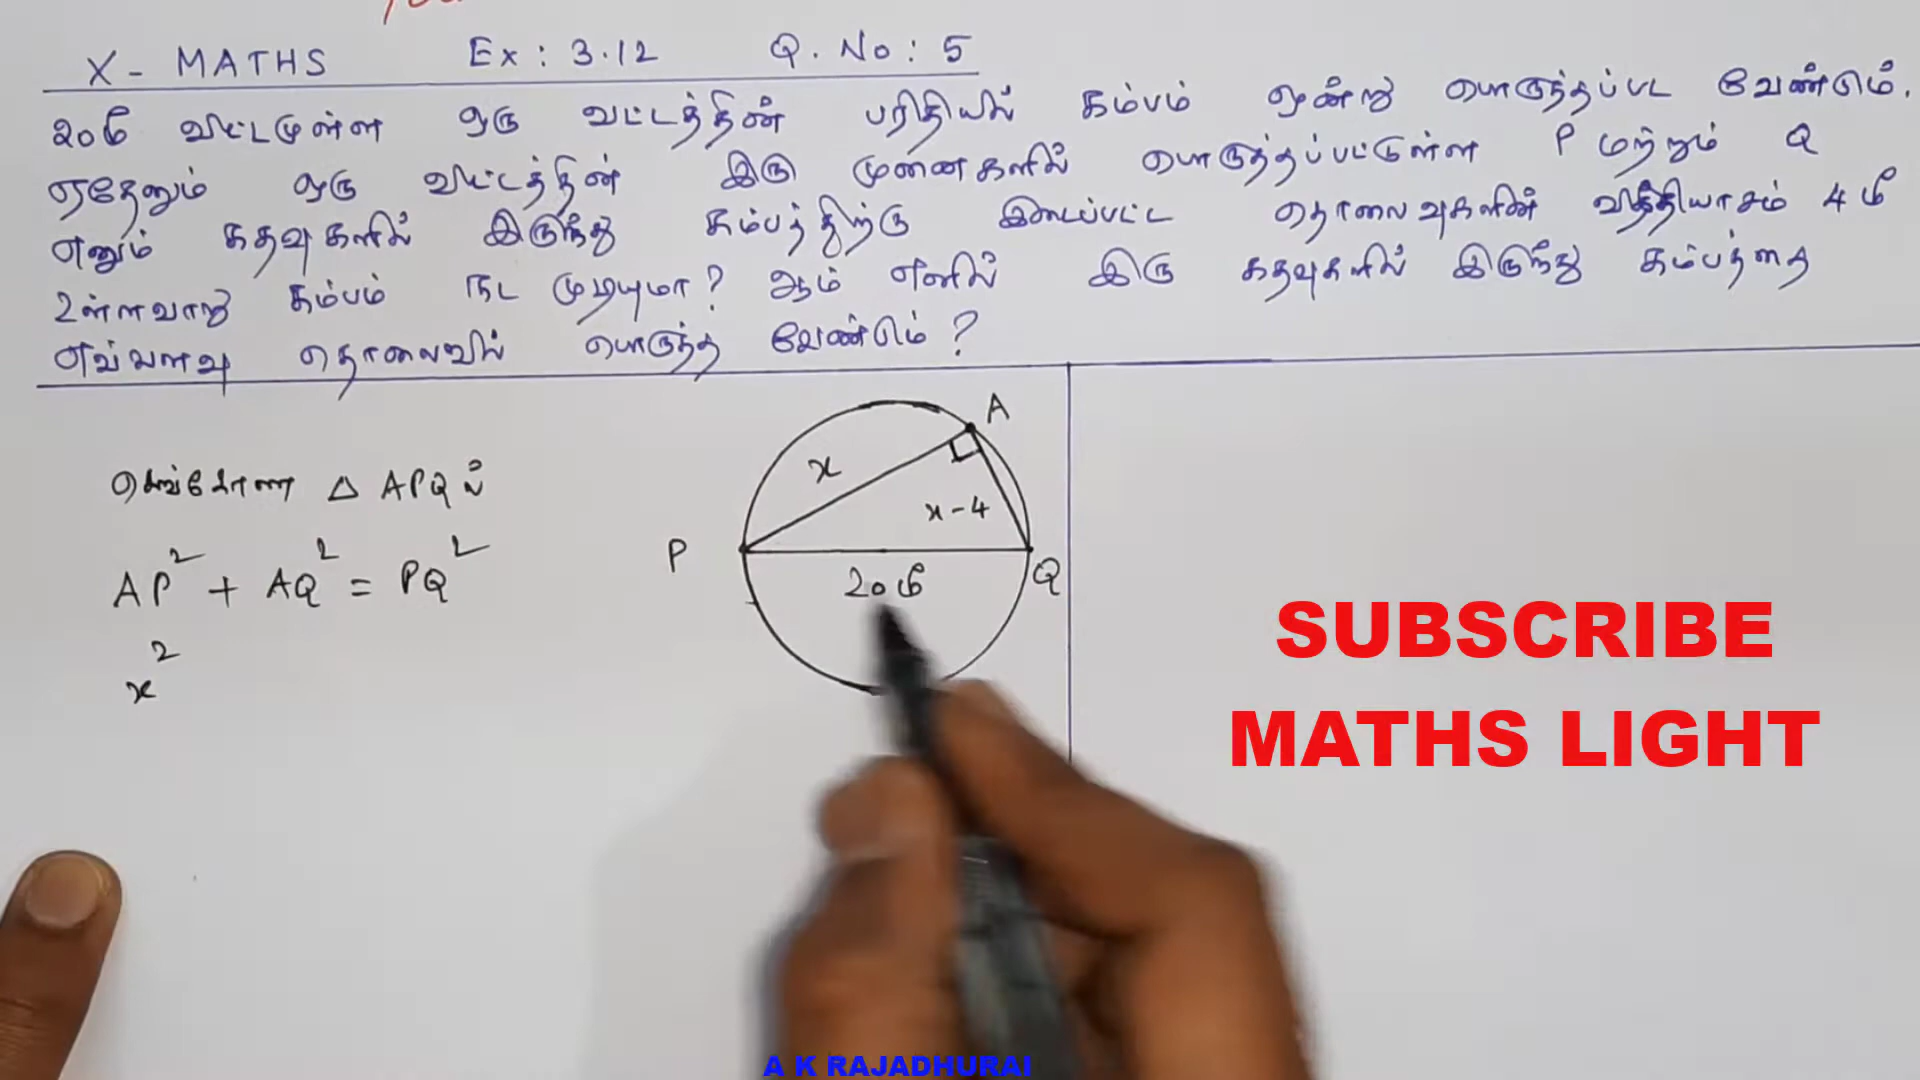 X - MATHS Ex : 3.12 Q. No : 5
20மீ விட்டமுள்ள ஒரு வட்டத்தின் பரிதியில் கம்பம் ஒன்று பொருத்தப்பட வேண்டும்.
ஏதேனும் ஒரு விட்டத்தின் இரு முனைகளில் பொருத்தப்பட்டுள்ள P மற்றும் Q
எனும் கதவுகளில் இருந்து கம்பத்திற்கு இடைப்பட்ட தொலைவுகளின் வித்தியாசம் 4 மீ
உள்ளவாறு கம்பம் நட முடியுமா? ஆம் எனில் இரு கதவுகளில் இருந்து கம்பத்தை
எவ்வளவு தொலைவில் பொருத்த வேண்டும்?
A
x
x-4
P
Q
20மீ
செங்கோண △ APQ ல்
AP² + AQ² = PQ²
x²
SUBSCRIBE
MATHS LIGHT
A K RAJADHURAI